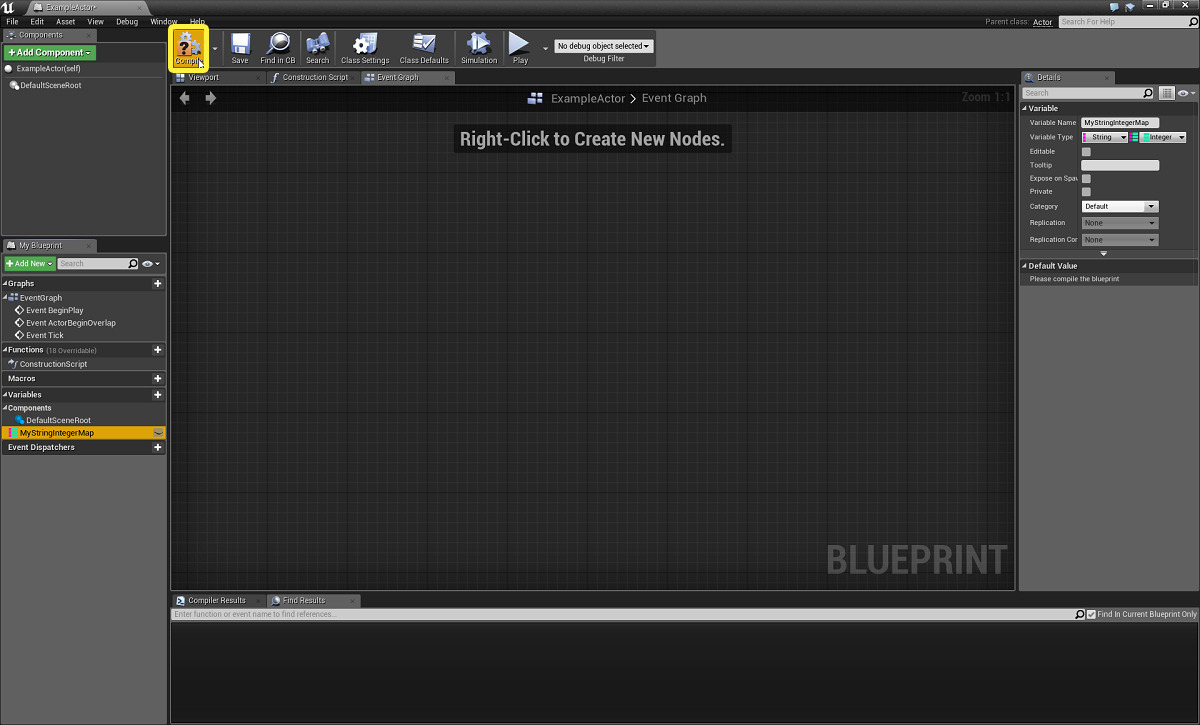 ExampleActor*
File Edit Asset View Debug Window Help
Parent class: Actor
Search For Help
Components
+Add Component
ExampleActor(self)
DefaultSceneRoot
Compile
Save
Find in CB
Search
Class Settings
Class Defaults
Simulation
Play
No debug object selected
Debug Filter
Viewport
Construction Script
Event Graph
ExampleActor > Event Graph
Zoom 1:1
Right-Click to Create New Nodes.
BLUEPRINT
My Blueprint
+Add New
Search
Graphs
EventGraph
Event BeginPlay
Event ActorBeginOverlap
Event Tick
Functions (18 Overridable)
ConstructionScript
Macros
Variables
Components
DefaultSceneRoot
MyStringIntegerMap
Event Dispatchers
Details
Search
Variable
Variable Name MyStringIntegerMap
Variable Type String Integer
Editable
Tooltip
Expose on Spaw
Private
Category Default
Replication None
Replication Cor None
Default Value
Please compile the blueprint
Compiler Results
Find Results
Enter function or event name to find references...
Find In Current Blueprint Only